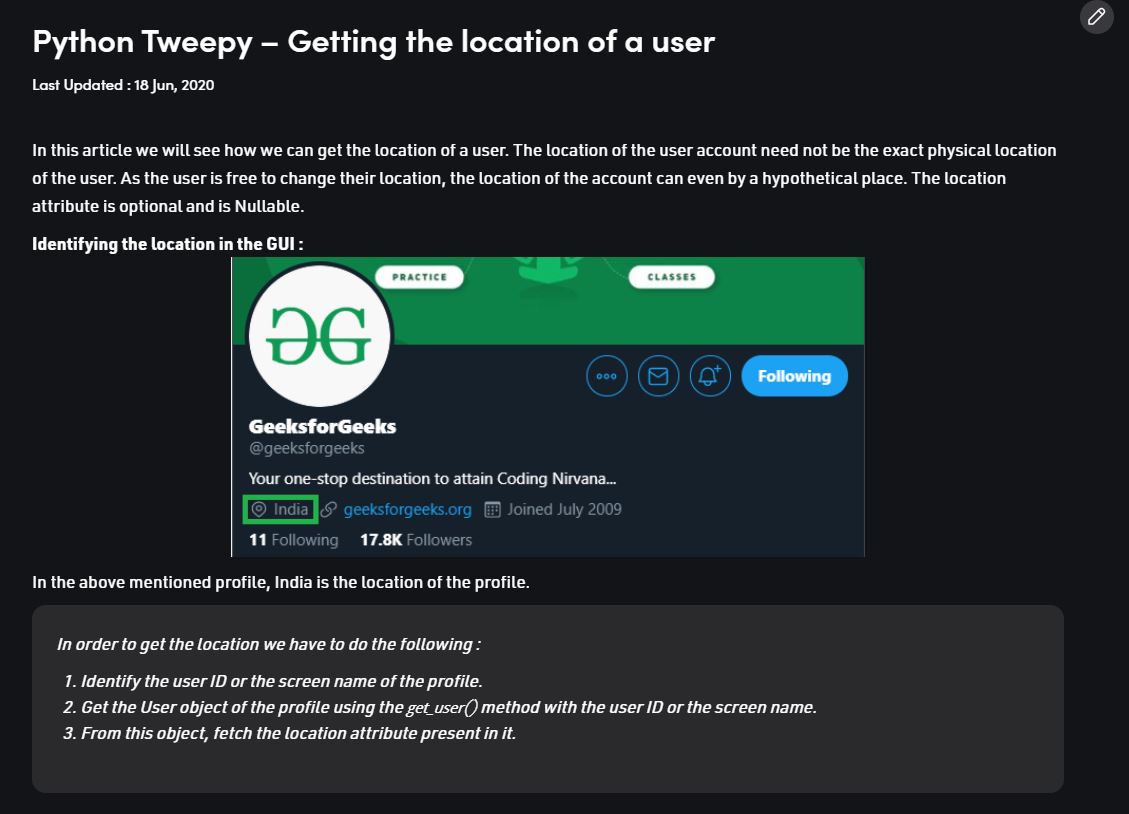 Python Tweepy – Getting the location of a user
Last Updated : 18 Jun, 2020
In this article we will see how we can get the location of a user. The location of the user account need not be the exact physical location
of the user. As the user is free to change their location, the location of the account can even by a hypothetical place. The location
attribute is optional and is Nullable.
Identifying the location in the GUI :
PRACTICE CLASSES
Following
GeeksforGeeks
@geeksforgeeks
Your one-stop destination to attain Coding Nirvana...
India geeksforgeeks.org Joined July 2009
11 Following 17.8K Followers
In the above mentioned profile, India is the location of the profile.
In order to get the location we have to do the following :
1. Identify the user ID or the screen name of the profile.
2. Get the User object of the profile using the get_user() method with the user ID or the screen name.
3. From this object, fetch the location attribute present in it.